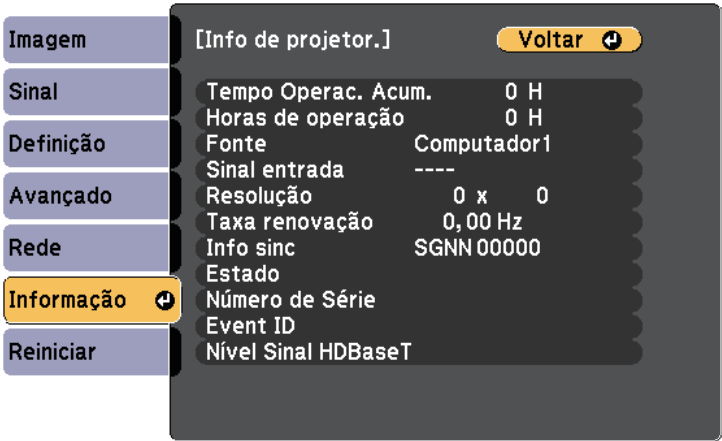 Imagem
Sinal
Definição
Avançado
Rede
Informação
Reiniciar
[Info de projetor.] Voltar
Tempo Operac. Acum. 0 H
Horas de operação 0 H
Fonte Computador1
Sinal entrada ----
Resolução 0 x 0
Taxa renovação 0,00 Hz
Info sinc SGNN00000
Estado
Número de Série
Event ID
Nível Sinal HDBaseT